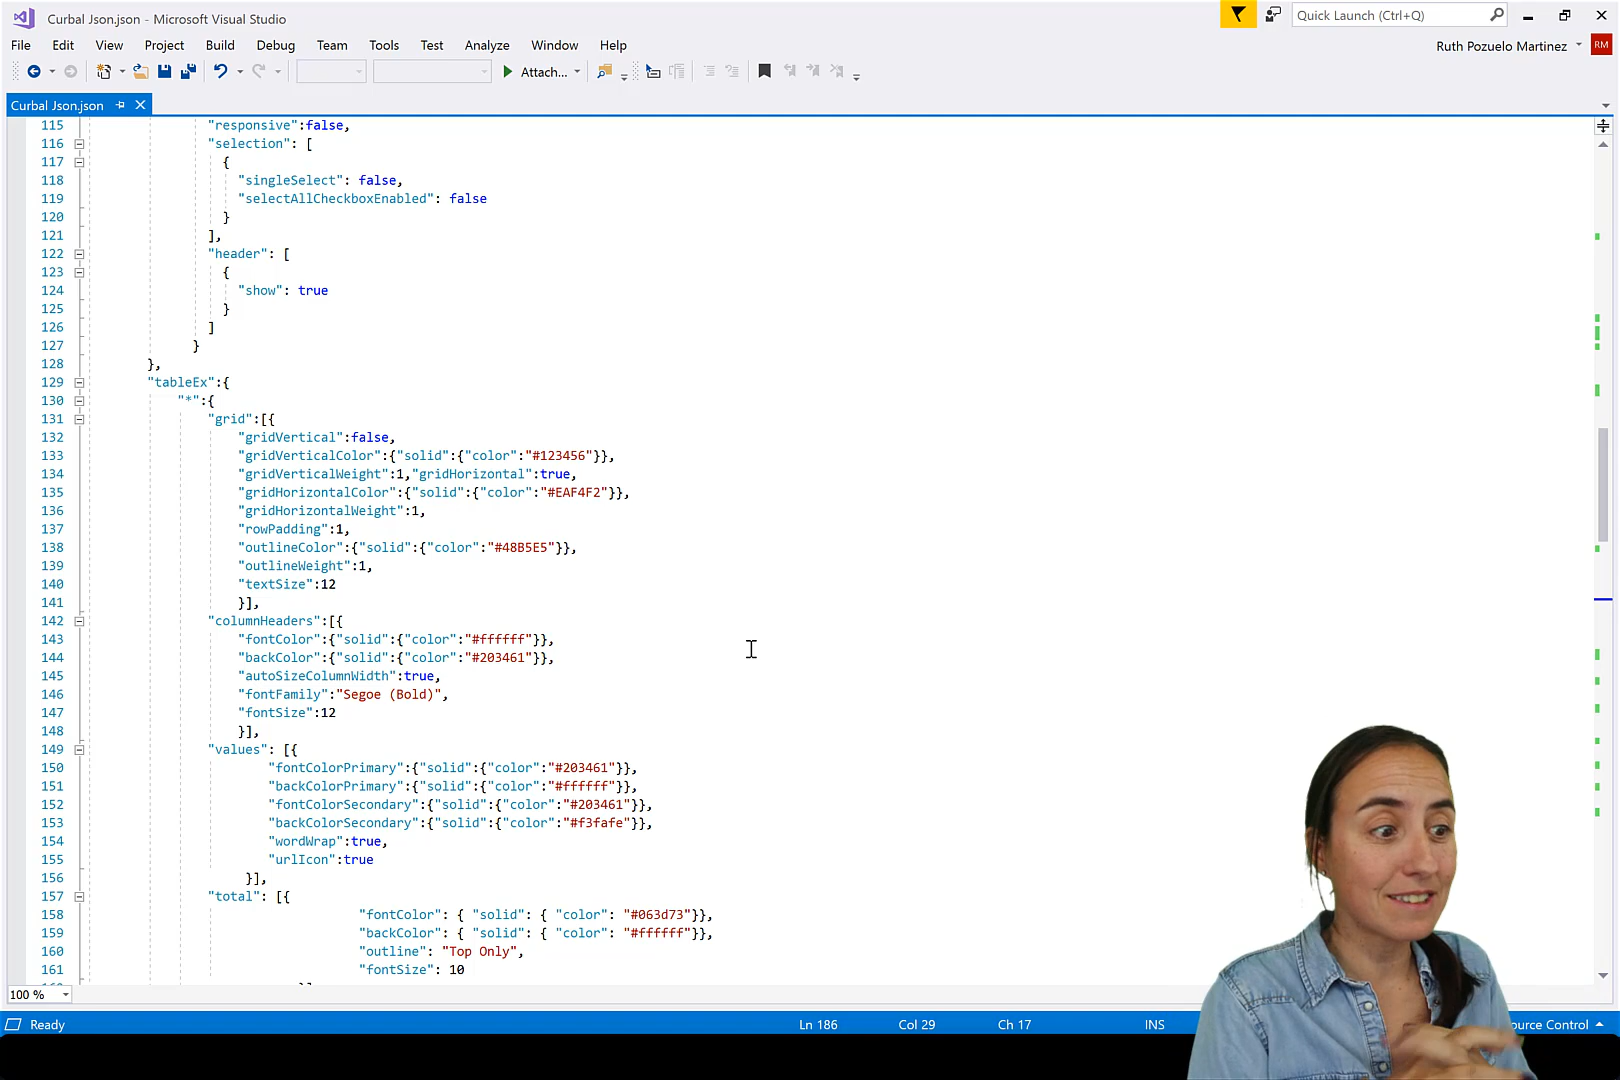 Curbal Json.json - Microsoft Visual Studio
Quick Launch (Ctrl+Q)
File Edit View Project Build Debug Team Tools Test Analyze Window Help
Ruth Pozuelo Martinez RM
Attach...
Curbal Json.json
115 "responsive":false,
116 "selection": [
117 {
118 "singleSelect": false,
119 "selectAllCheckboxEnabled": false
120 }
121 ],
122 "header": [
123 {
124 "show": true
125 }
126 ]
127 }
128 },
129 "tableEx":{
130 "*":{
131 "grid":[{
132 "gridVertical":false,
133 "gridVerticalColor":{"solid":{"color":"#123456"}},
134 "gridVerticalWeight":1,"gridHorizontal":true,
135 "gridHorizontalColor":{"solid":{"color":"#EAF4F2"}},
136 "gridHorizontalWeight":1,
137 "rowPadding":1,
138 "outlineColor":{"solid":{"color":"#48B5E5"}},
139 "outlineWeight":1,
140 "textSize":12
141 }],
142 "columnHeaders":[{
143 "fontColor":{"solid":{"color":"#ffffff"}},
144 "backColor":{"solid":{"color":"#203461"}},
145 "autoSizeColumnWidth":true,
146 "fontFamily":"Segoe (Bold)",
147 "fontSize":12
148 }],
149 "values": [{
150 "fontColorPrimary":{"solid":{"color":"#203461"}},
151 "backColorPrimary":{"solid":{"color":"#ffffff"}},
152 "fontColorSecondary":{"solid":{"color":"#203461"}},
153 "backColorSecondary":{"solid":{"color":"#f3fafe"}},
154 "wordWrap":true,
155 "urlIcon":true
156 }],
157 "total": [{
158 "fontColor": { "solid": { "color": "#063d73"}},
159 "backColor": { "solid": { "color": "#ffffff"}},
160 "outline": "Top Only",
161 "fontSize": 10
100 %
Ready Ln 186 Col 29 Ch 17 INS ource Control